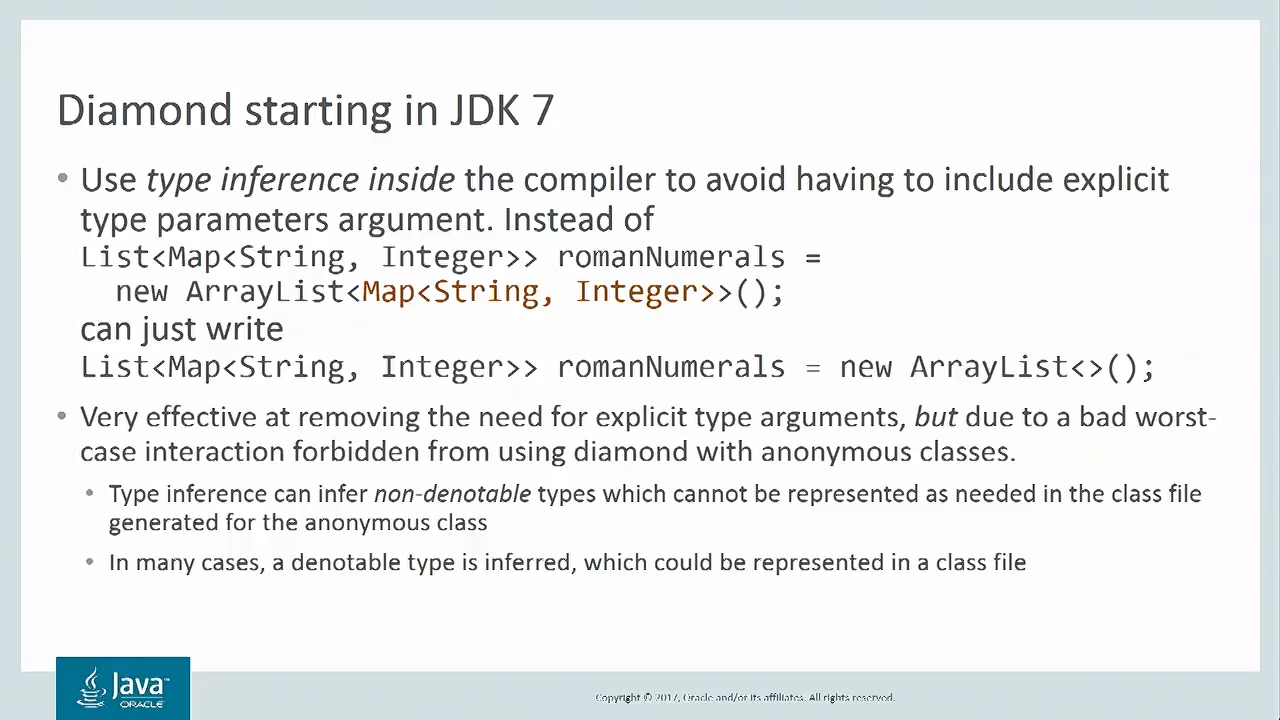 Diamond starting in JDK 7
• Use type inference inside the compiler to avoid having to include explicit
type parameters argument. Instead of
List<Map<String, Integer>> romanNumerals =
new ArrayList<Map<String, Integer>>();
can just write
List<Map<String, Integer>> romanNumerals = new ArrayList<>();
• Very effective at removing the need for explicit type arguments, but due to a bad worst-
case interaction forbidden from using diamond with anonymous classes.
• Type inference can infer non-denotable types which cannot be represented as needed in the class file
generated for the anonymous class
• In many cases, a denotable type is inferred, which could be represented in a class file
Java™
ORACLE
Copyright © 2017, Oracle and/or its affiliates. All rights reserved.